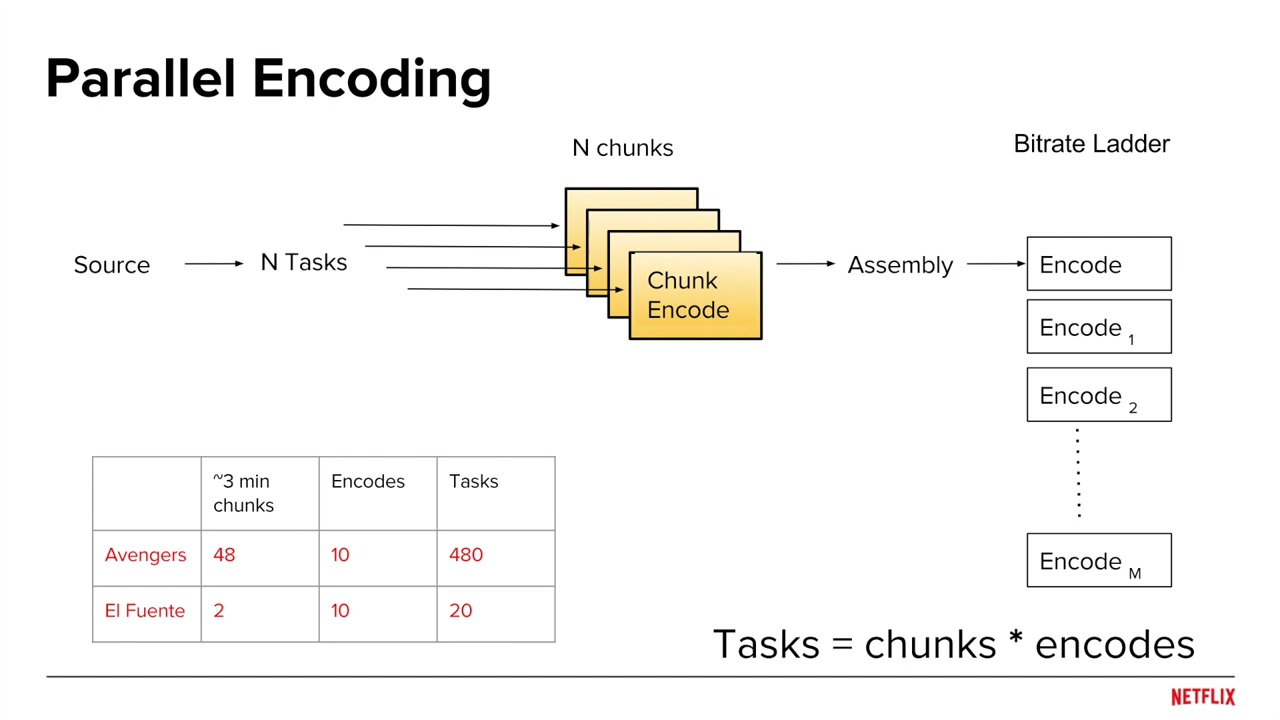 Parallel Encoding
N chunks
Bitrate Ladder
Source
N Tasks
Chunk
Encode
Assembly
Encode
Encode 1
Encode 2
Encode M
~3 min
chunks
Encodes
Tasks
Avengers
48
10
480
El Fuente
2
10
20
Tasks = chunks * encodes
NETFLIX